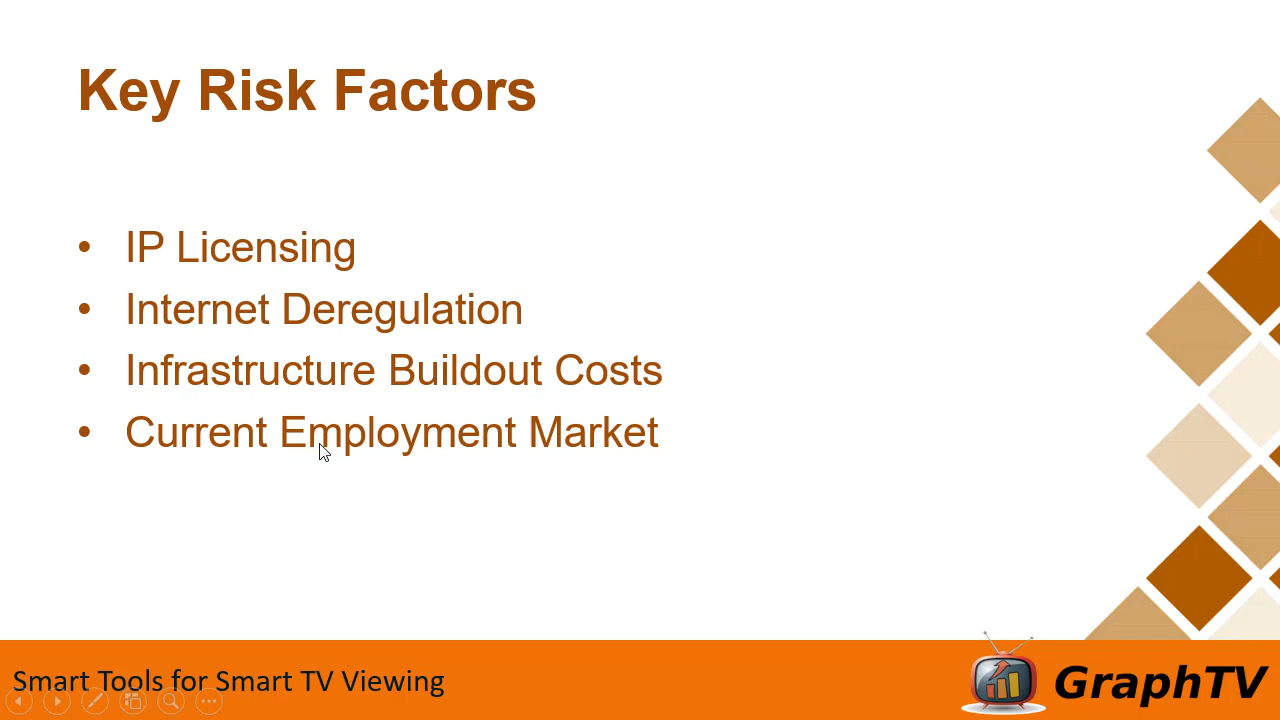 Key Risk Factors
• IP Licensing
• Internet Deregulation
• Infrastructure Buildout Costs
• Current Employment Market
Smart Tools for Smart TV Viewing
GraphTV